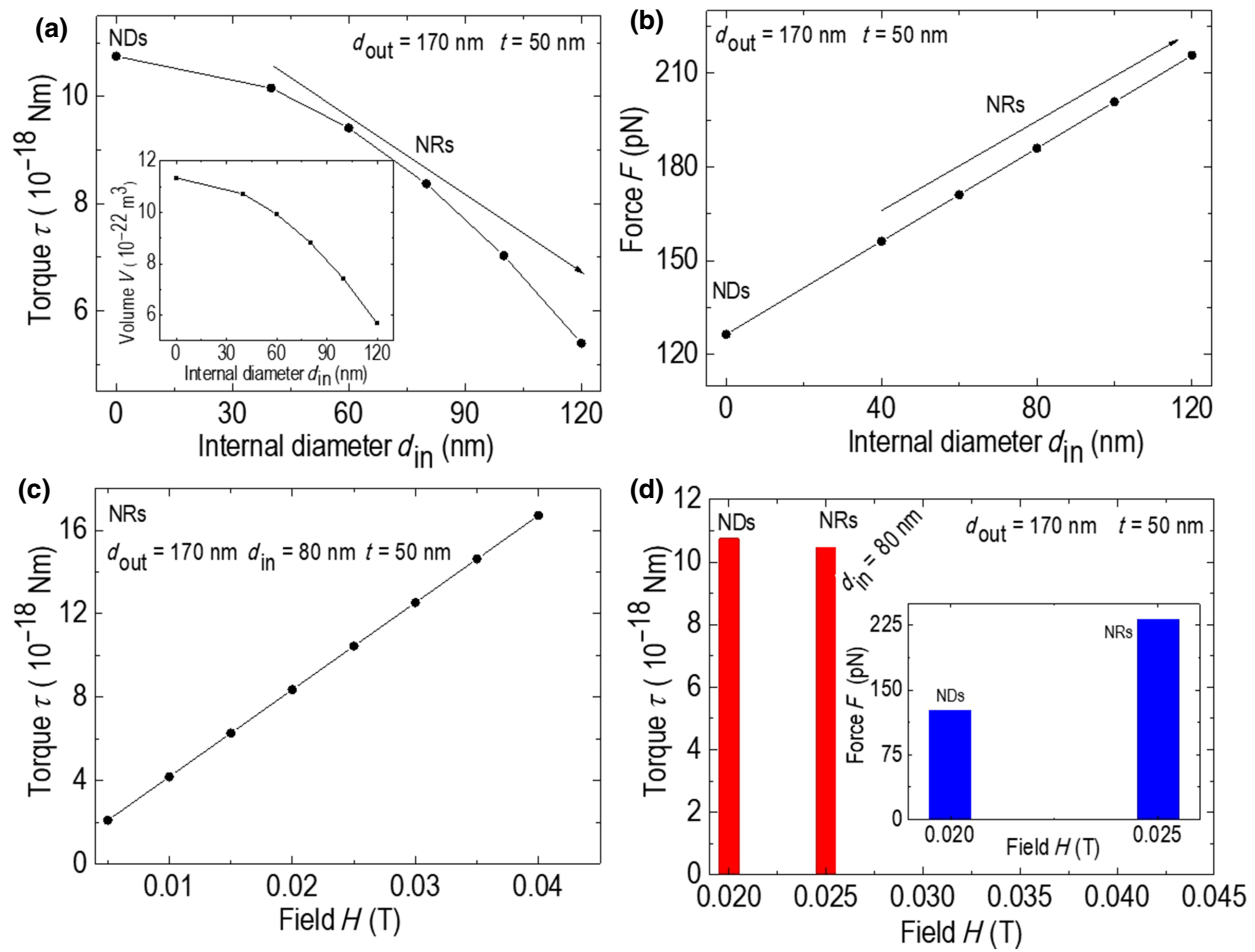 (a)
NDs
d_out = 170 nm t = 50 nm
NRs
Torque τ ( 10⁻¹⁸ Nm)
10
8
6
0 30 60 90 120
Internal diameter d_in (nm)
Volume V ( 10⁻²² m³)
12
10
8
6
0 30 60 90 120
Internal diameter d_in (nm)
(b)
d_out = 170 nm t = 50 nm
NRs
NDs
Force F (pN)
210
180
150
120
0 40 80 120
Internal diameter d_in (nm)
(c)
NRs
d_out = 170 nm d_in = 80 nm t = 50 nm
Torque τ ( 10⁻¹⁸ Nm)
16
12
8
4
0
0.01 0.02 0.03 0.04
Field H (T)
(d)
NDs
NRs
d_in = 80 nm
d_out = 170 nm t = 50 nm
Torque τ ( 10⁻¹⁸ Nm)
12
10
8
6
4
2
0
0.020 0.025 0.030 0.035 0.040 0.045
Field H (T)
Force F (pN)
225
150
75
0
NDs
NRs
0.020 0.025
Field H (T)